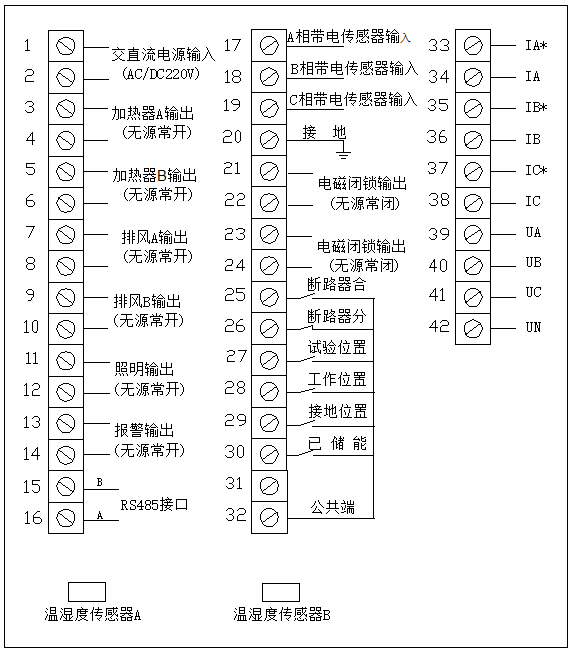 1
交直流电源输入
2
(AC/DC220V)
3
加热器A输出
4
(无源常开)
5
加热器B输出
6
(无源常开)
7
排风A输出
8
(无源常开)
9
排风B输出
10
(无源常开)
11
照明输出
12
(无源常开)
13
报警输出
14
(无源常开)
15 B
RS485接口
16 A
17 A相带电传感器输入
18 B相带电传感器输入
19 C相带电传感器输入
20 接 地
21
电磁闭锁输出
22
(无源常闭)
23
电磁闭锁输出
24
(无源常闭)
25 断路器合
26 断路器分
27 试验位置
28 工作位置
29 接地位置
30 已 储 能
31
32 公共端
33 IA*
34 IA
35 IB*
36 IB
37 IC*
38 IC
39 UA
40 UB
41 UC
42 UN
温湿度传感器A
温湿度传感器B